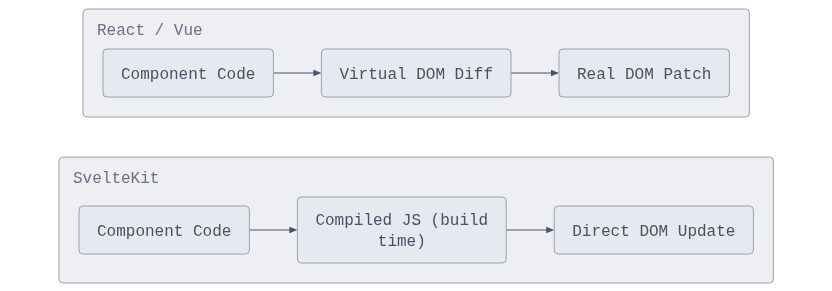 React / Vue
Component Code
Virtual DOM Diff
Real DOM Patch
SvelteKit
Component Code
Compiled JS (build
time)
Direct DOM Update